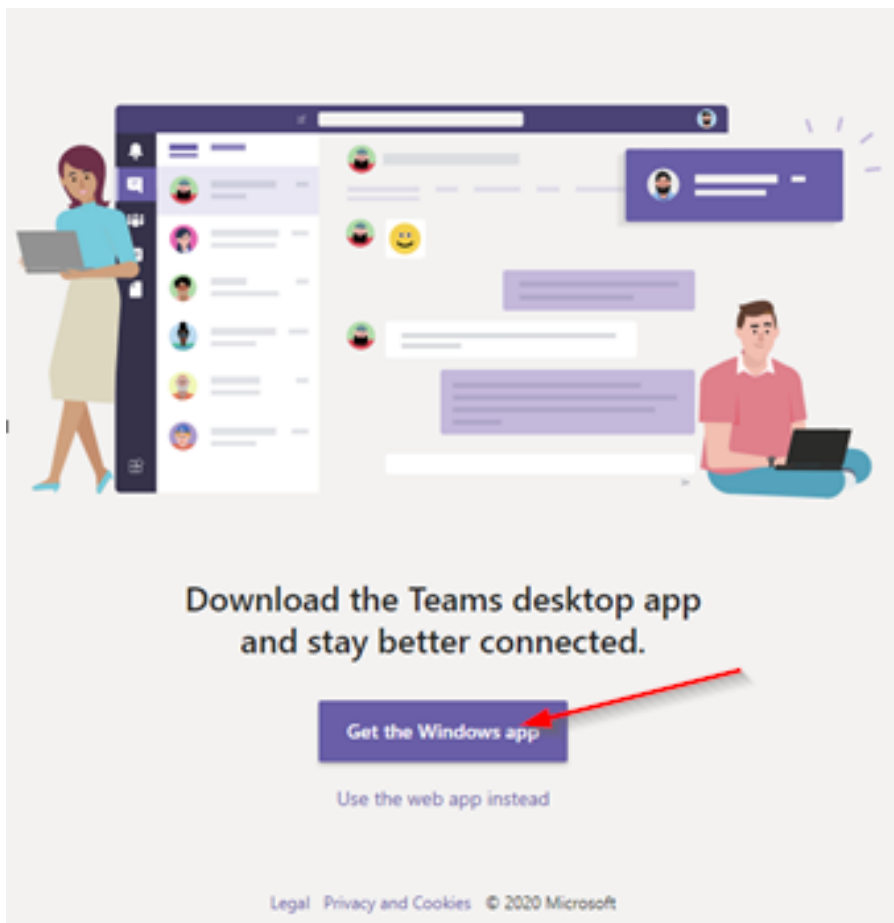 Download the Teams desktop app
and stay better connected.
Get the Windows app
Use the web app instead
Legal Privacy and Cookies © 2020 Microsoft